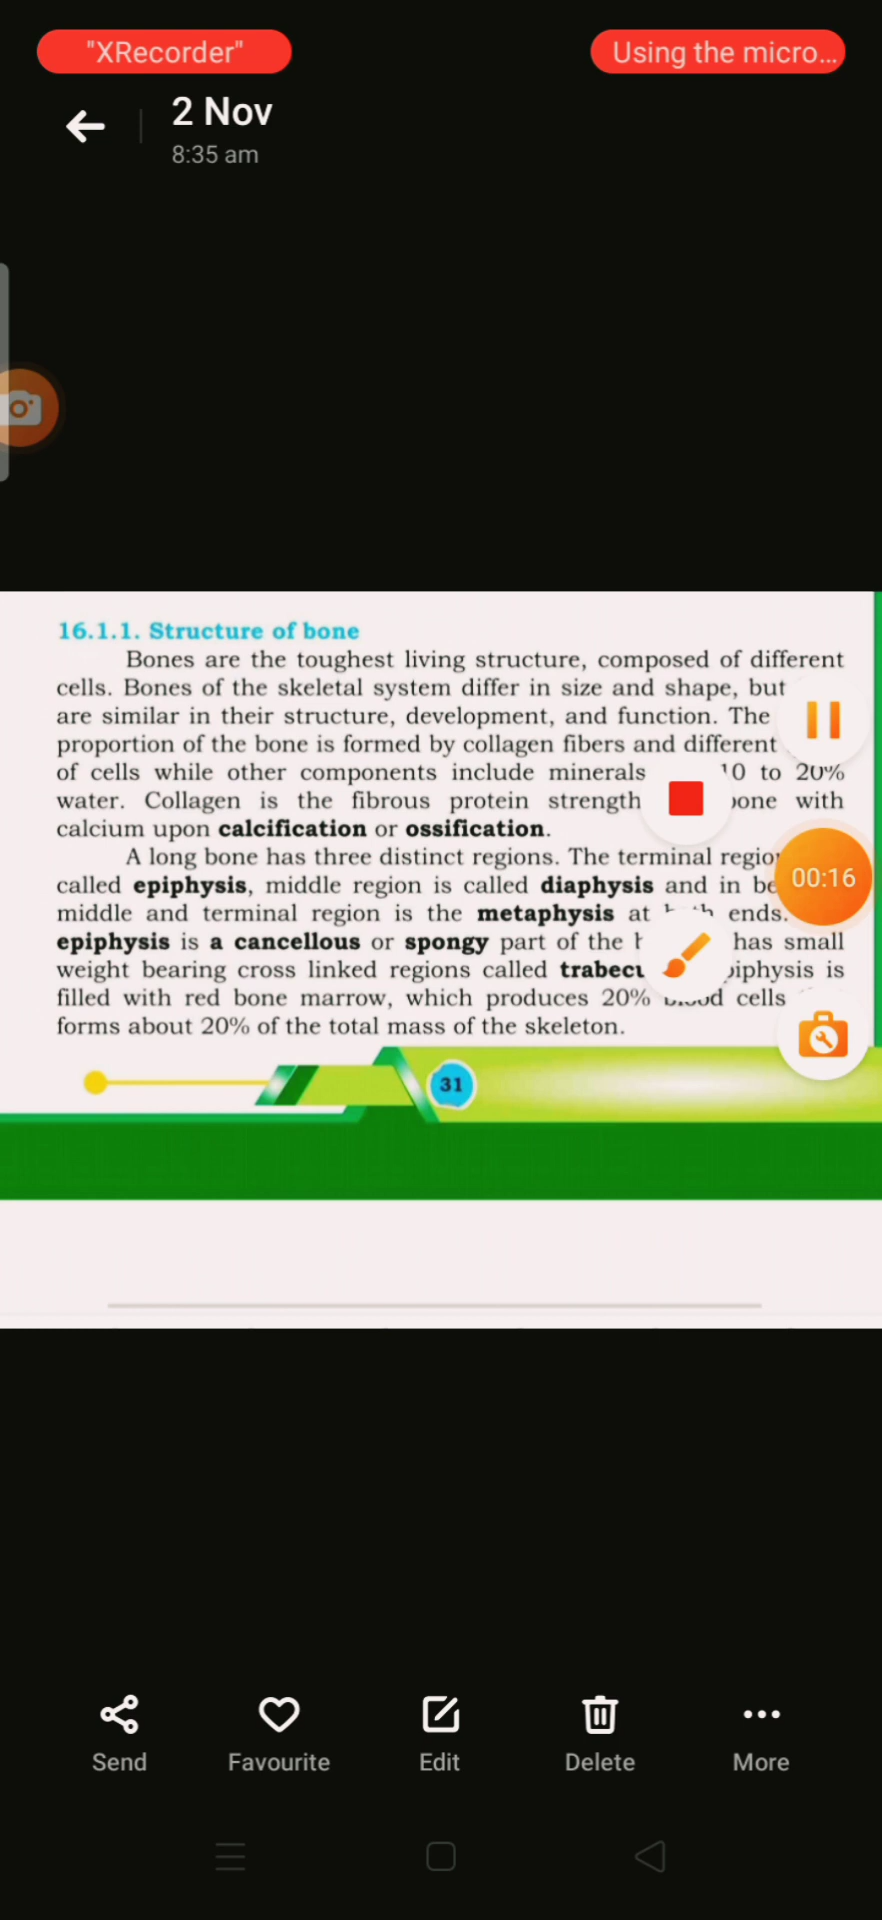 "XRecorder"
Using the micro...
2 Nov
8:35 am
16.1.1. Structure of bone
Bones are the toughest living structure, composed of different
cells. Bones of the skeletal system differ in size and shape, but
are similar in their structure, development, and function. The
proportion of the bone is formed by collagen fibers and different
of cells while other components include minerals 10 to 20%
water. Collagen is the fibrous protein strength with
calcium upon calcification or ossification.
A long bone has three distinct regions. The terminal
called epiphysis, middle region is called diaphysis and in
00:16
middle and terminal region is the metaphysis at ends.
epiphysis is a cancellous or spongy part of the has small
weight bearing cross linked regions called is
filled with red bone marrow, which produces 20% cells
forms about 20% of the total mass of the skeleton.
31
Send
Favourite
Edit
Delete
More